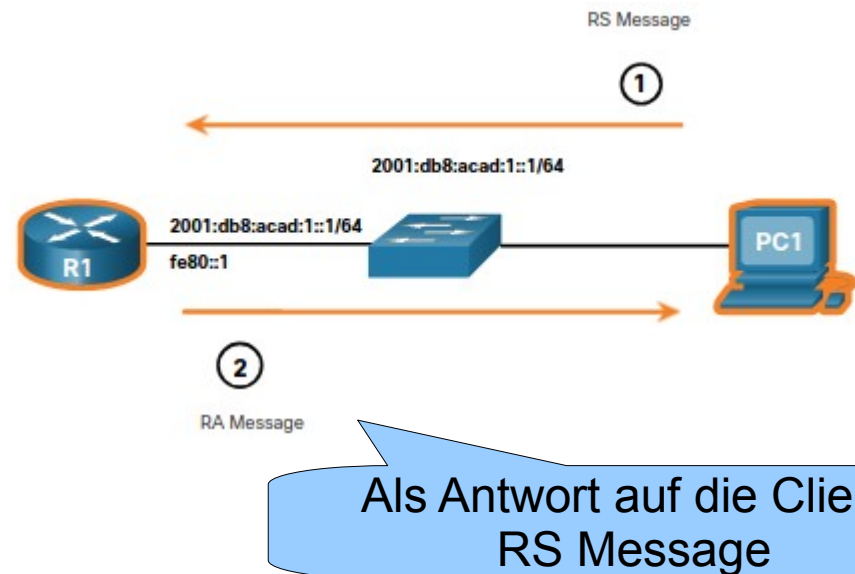 RS Message
1
2001:db8:acad:1::1/64
2001:db8:acad:1::1/64
fe80::1
R1
PC1
2
RA Message
Als Antwort auf die
RS Message